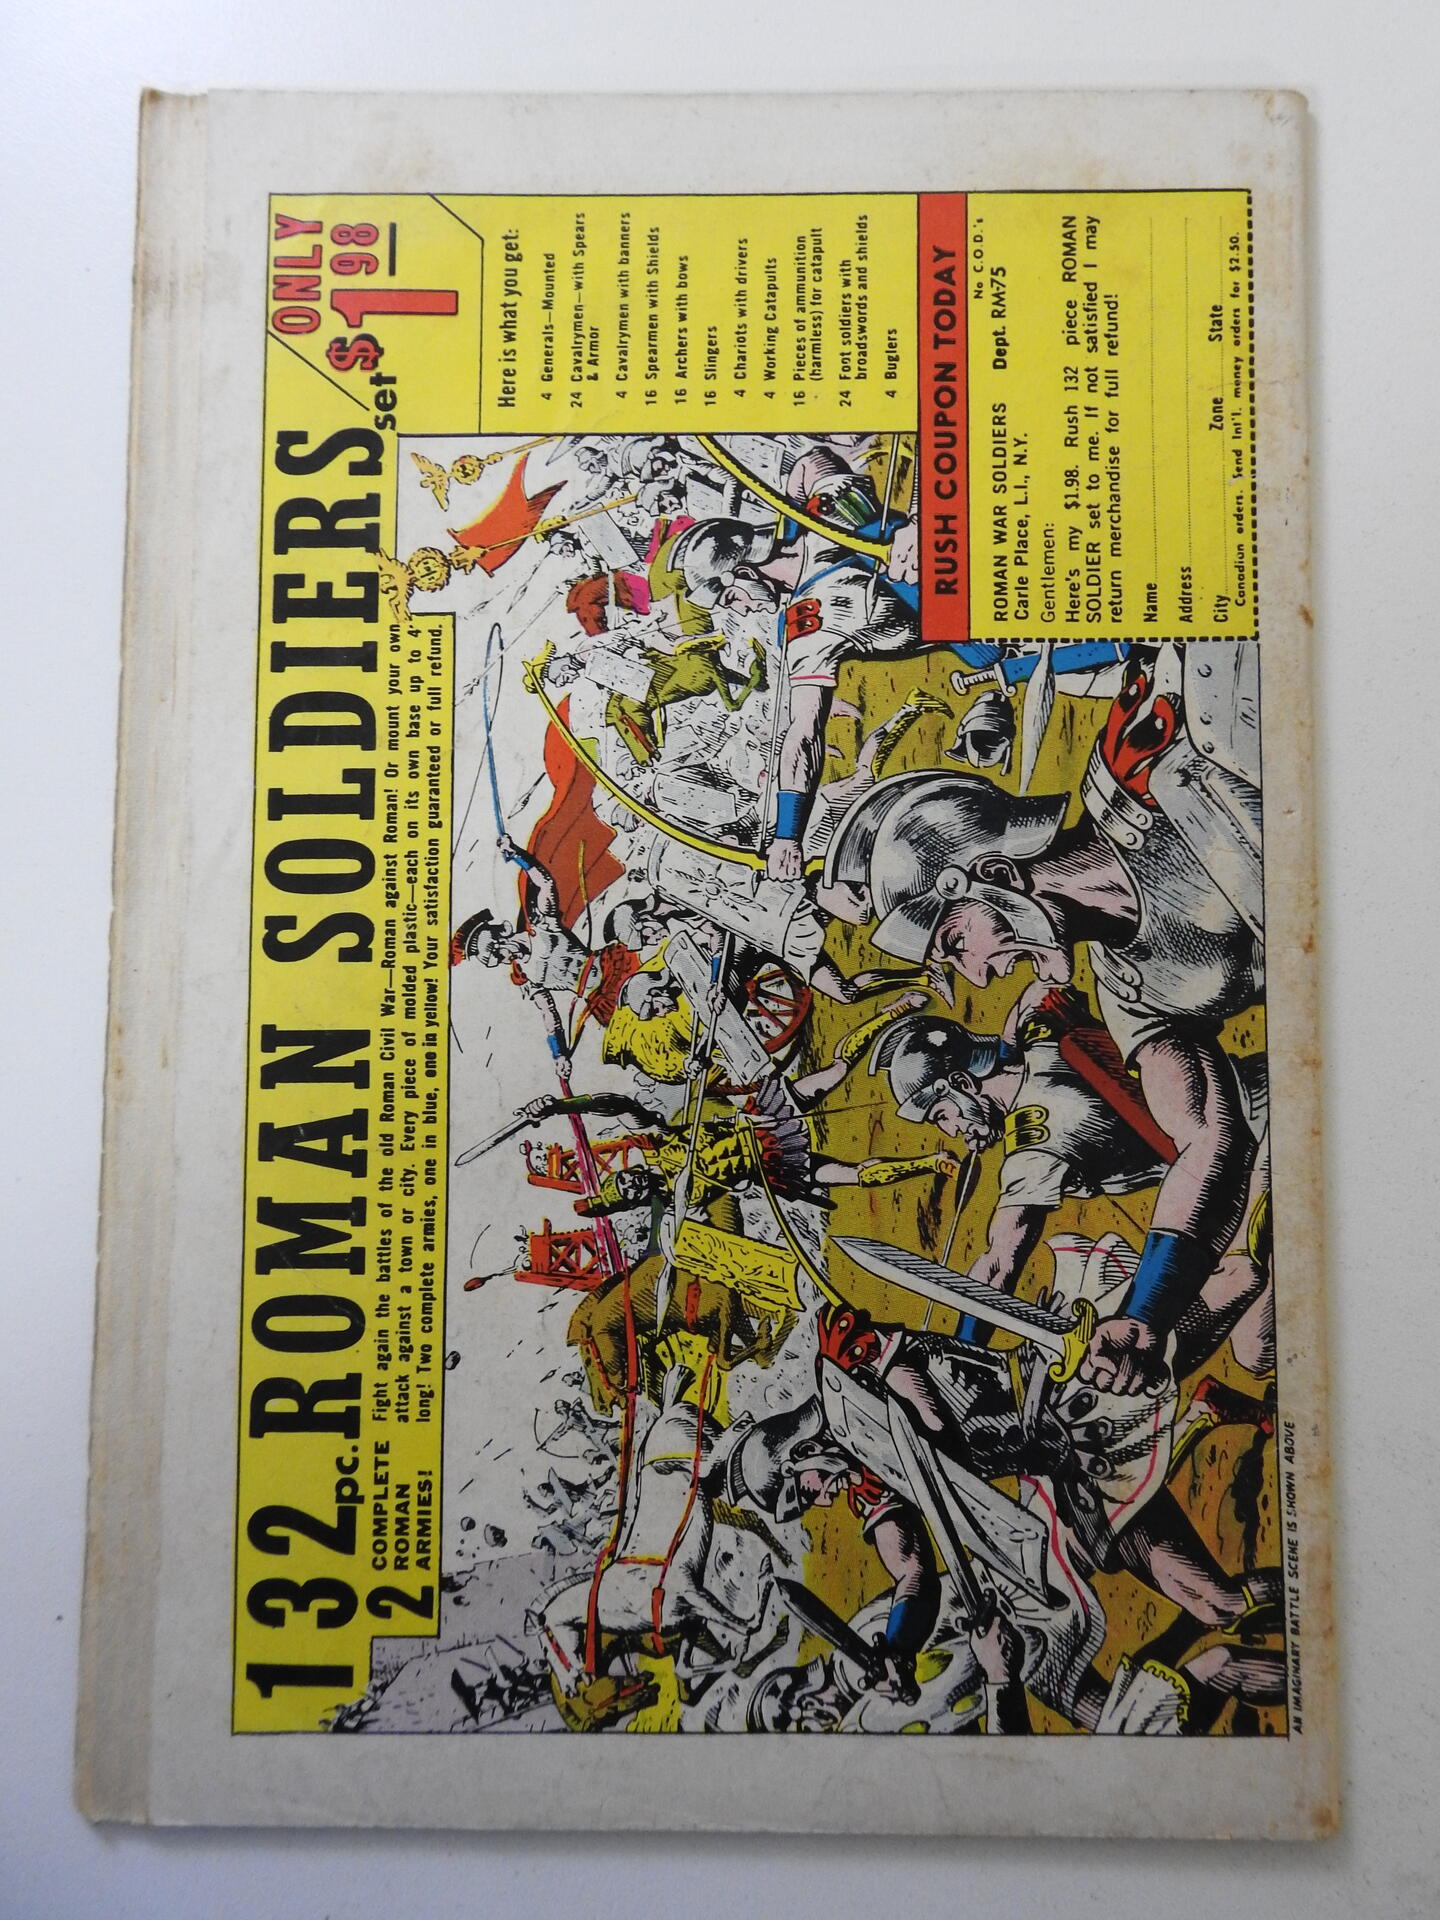 132 pc. ROMAN SOLDIERS set
ONLY
$1 98
2 COMPLETE
ROMAN
ARMIES!
Fight again the battles of the old Roman Civil War—Roman against Roman! Or mount your own
attack against a town or city. Every piece of molded plastic—each on its own base up to 4"
long! Two complete armies, one in blue, one in yellow! Your satisfaction guaranteed or full refund.
Here is what you get:
4 Generals—Mounted
24 Cavalrymen—with Spears
& Armor
4 Cavalrymen with banners
16 Spearmen with Shields
16 Archers with bows
16 Slingers
4 Chariots with drivers
4 Working Catapults
16 Pieces of ammunition
(harmless) for catapult
24 Foot soldiers with
broadswords and shields
4 Buglers
RUSH COUPON TODAY
No C.O.D.'s
ROMAN WAR SOLDIERS Dept. RM-75
Carle Place, L.I., N.Y.
Gentlemen:
Here's my $1.98. Rush 132 piece ROMAN
SOLDIER set to me. If not satisfied I may
return merchandise for full refund!
Name
Address
City Zone State
Canadian orders. Send Int'l. money orders for $2.50.
AN IMAGINARY BATTLE SCENE IS SHOWN ABOVE